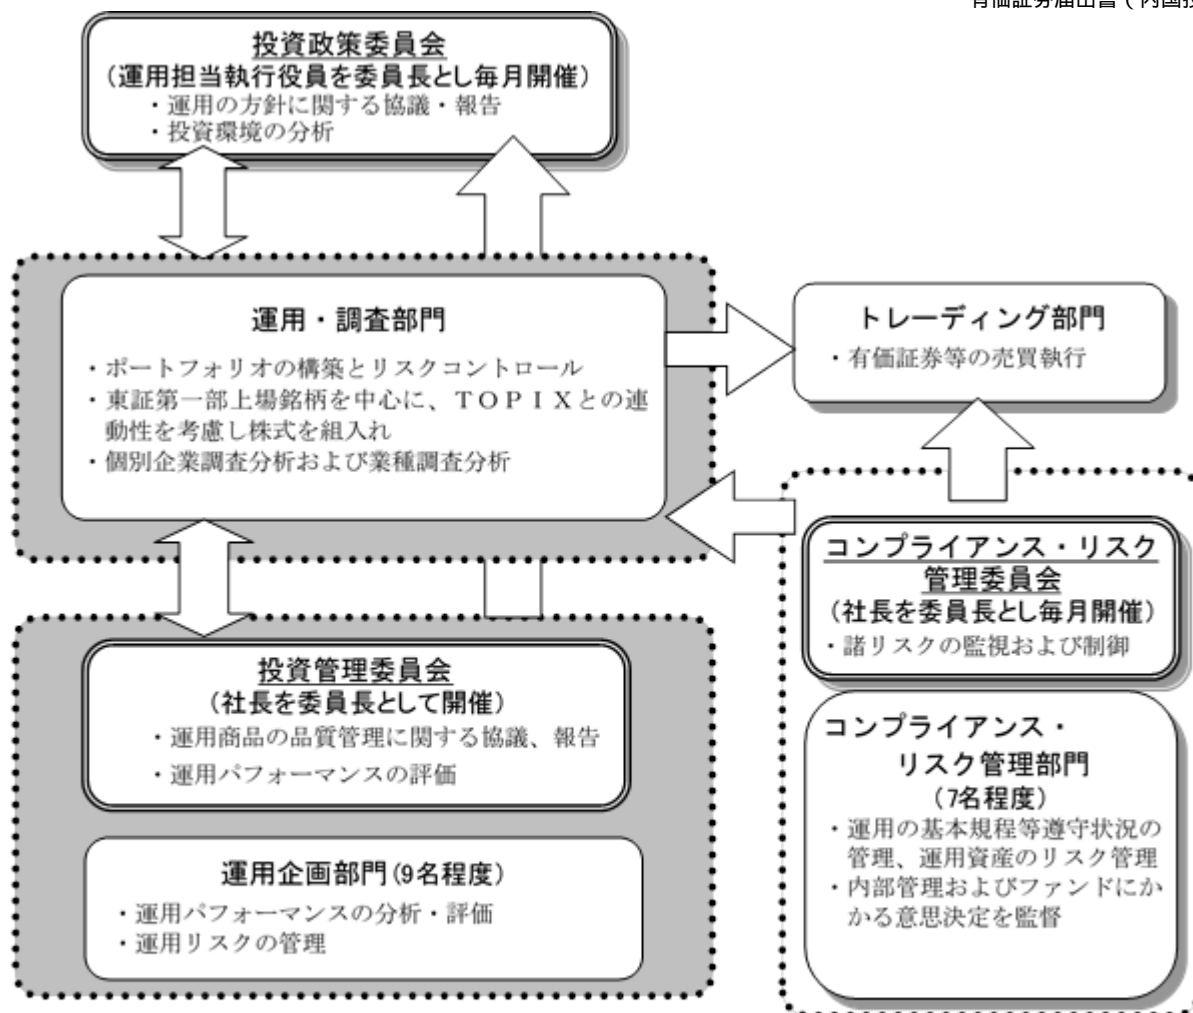 有価証券届出書(内国投
投資政策委員会
(運用担当執行役員を委員長とし毎月開催)
・運用の方針に関する協議・報告
・投資環境の分析
運用・調査部門
・ポートフォリオの構築とリスクコントロール
・東証第一部上場銘柄を中心に、TOPIXとの連
動性を考慮し株式を組入れ
・個別企業調査分析および業種調査分析
トレーディング部門
・有価証券等の売買執行
コンプライアンス・リスク
管理委員会
(社長を委員長とし毎月開催)
・諸リスクの監視および制御
投資管理委員会
(社長を委員長として開催)
・運用商品の品質管理に関する協議、報告
・運用パフォーマンスの評価
運用企画部門(9名程度)
・運用パフォーマンスの分析・評価
・運用リスクの管理
コンプライアンス・
リスク管理部門
(7名程度)
・運用の基本規程等遵守状況の
管理、運用資産のリスク管理
・内部管理およびファンドにか
かる意思決定を監督